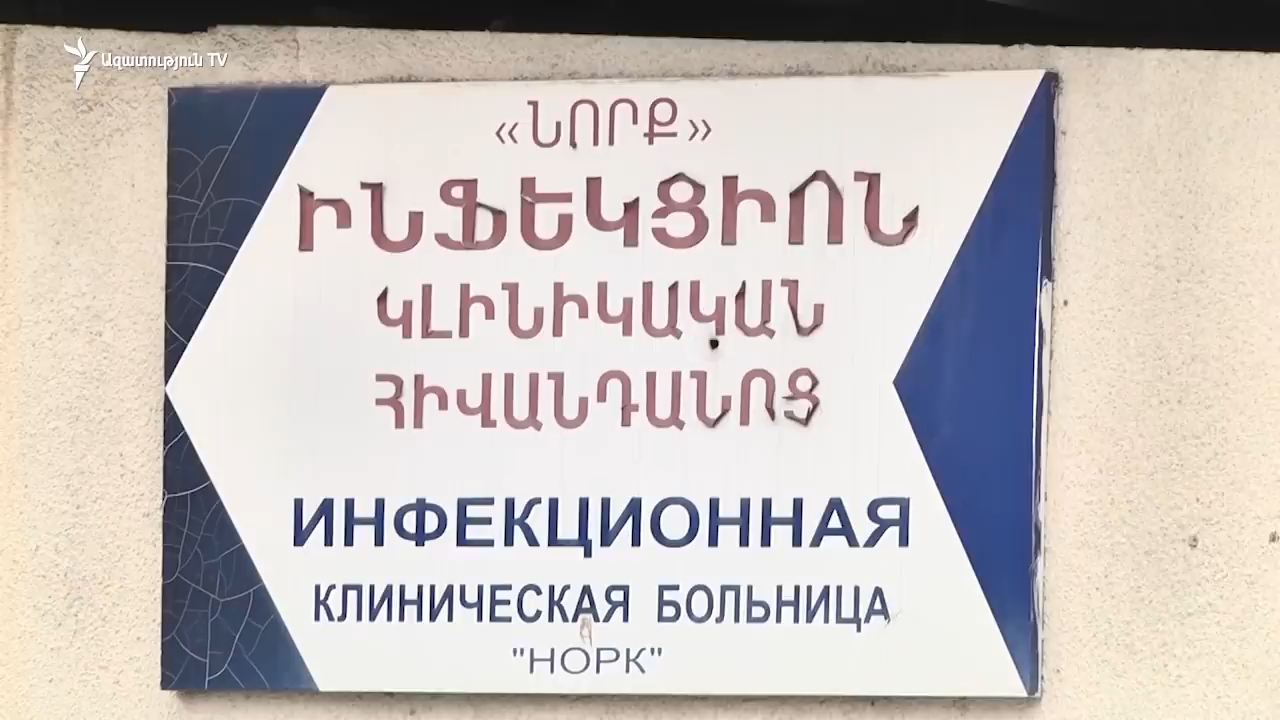 Ազատություն TV
«ՆՈՐՔ»
ԻՆՖԵԿՑԻՈՆ
ԿԼԻՆԻԿԱԿԱՆ
ՀԻՎԱՆԴԱՆՈՑ
ИНФЕКЦИОННАЯ
КЛИНИЧЕСКАЯ БОЛЬНИЦА
"НОРК"